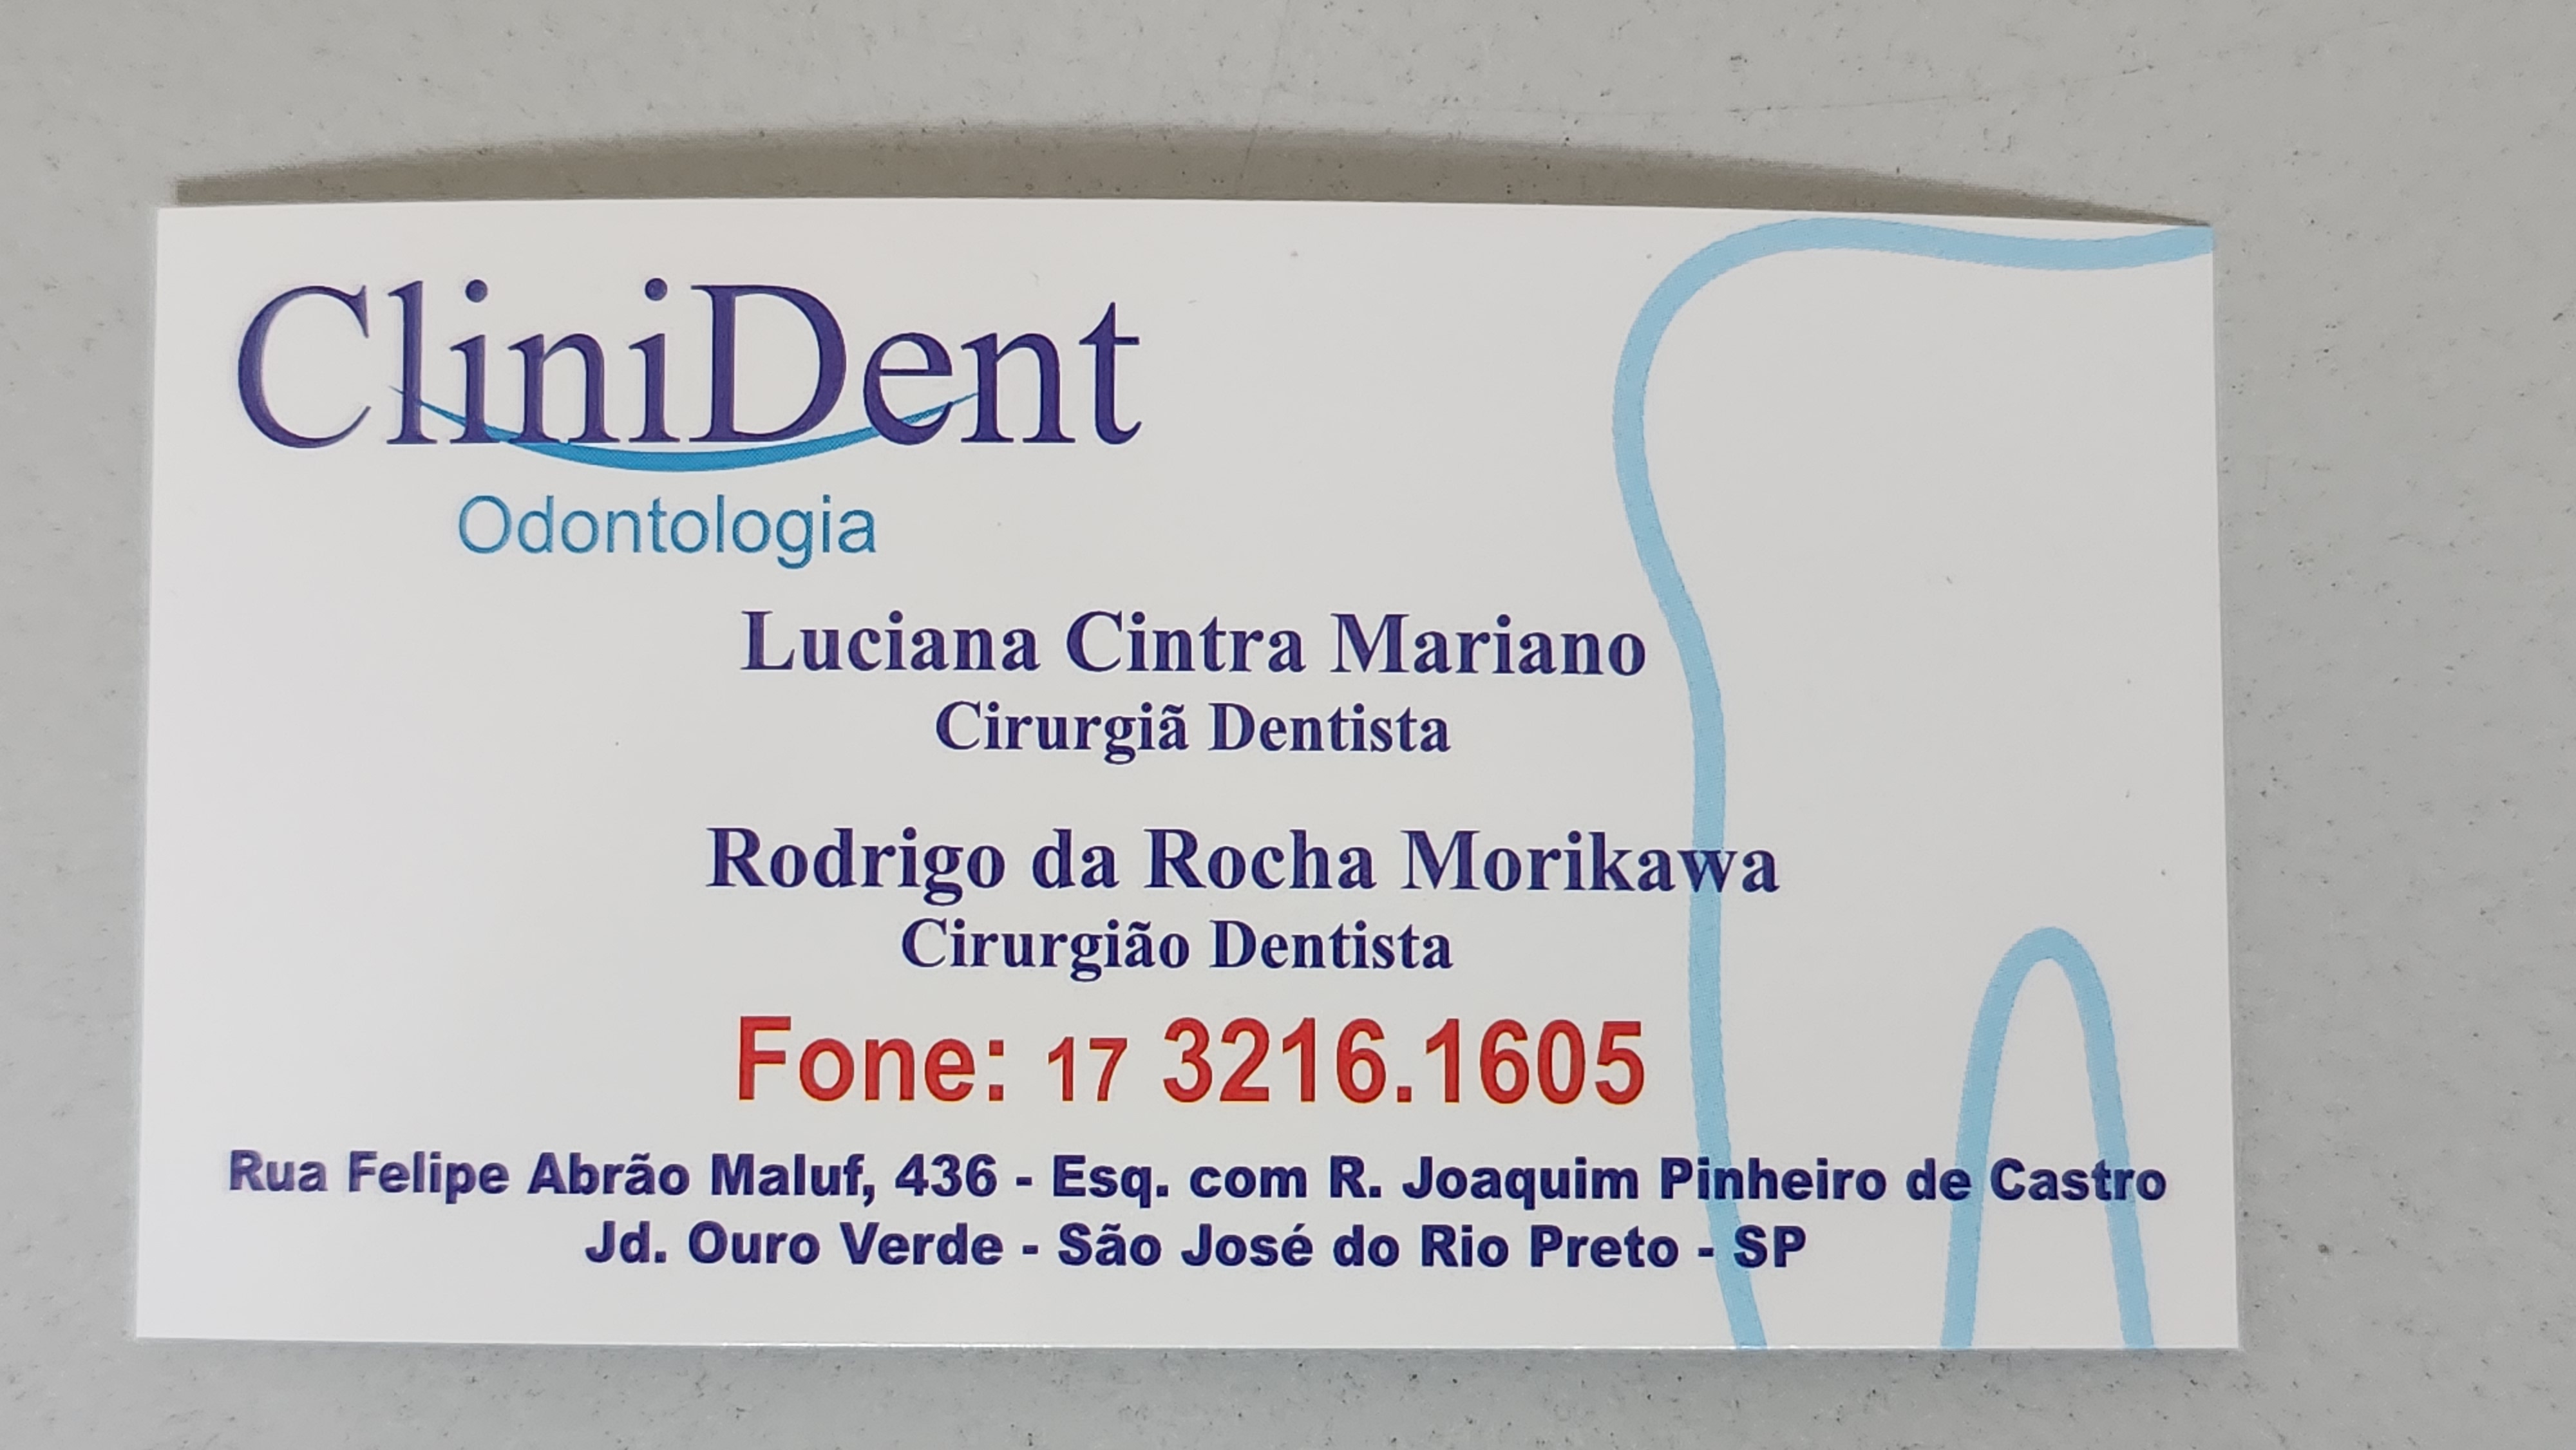 CliniDent
Odontologia
Luciana Cintra Mariano
Cirurgiã Dentista
Rodrigo da Rocha Morikawa
Cirurgião Dentista
Fone: 17 3216.1605
Rua Felipe Abrão Maluf, 436 - Esq. com R. Joaquim Pinheiro de Castro
Jd. Ouro Verde - São José do Rio Preto - SP